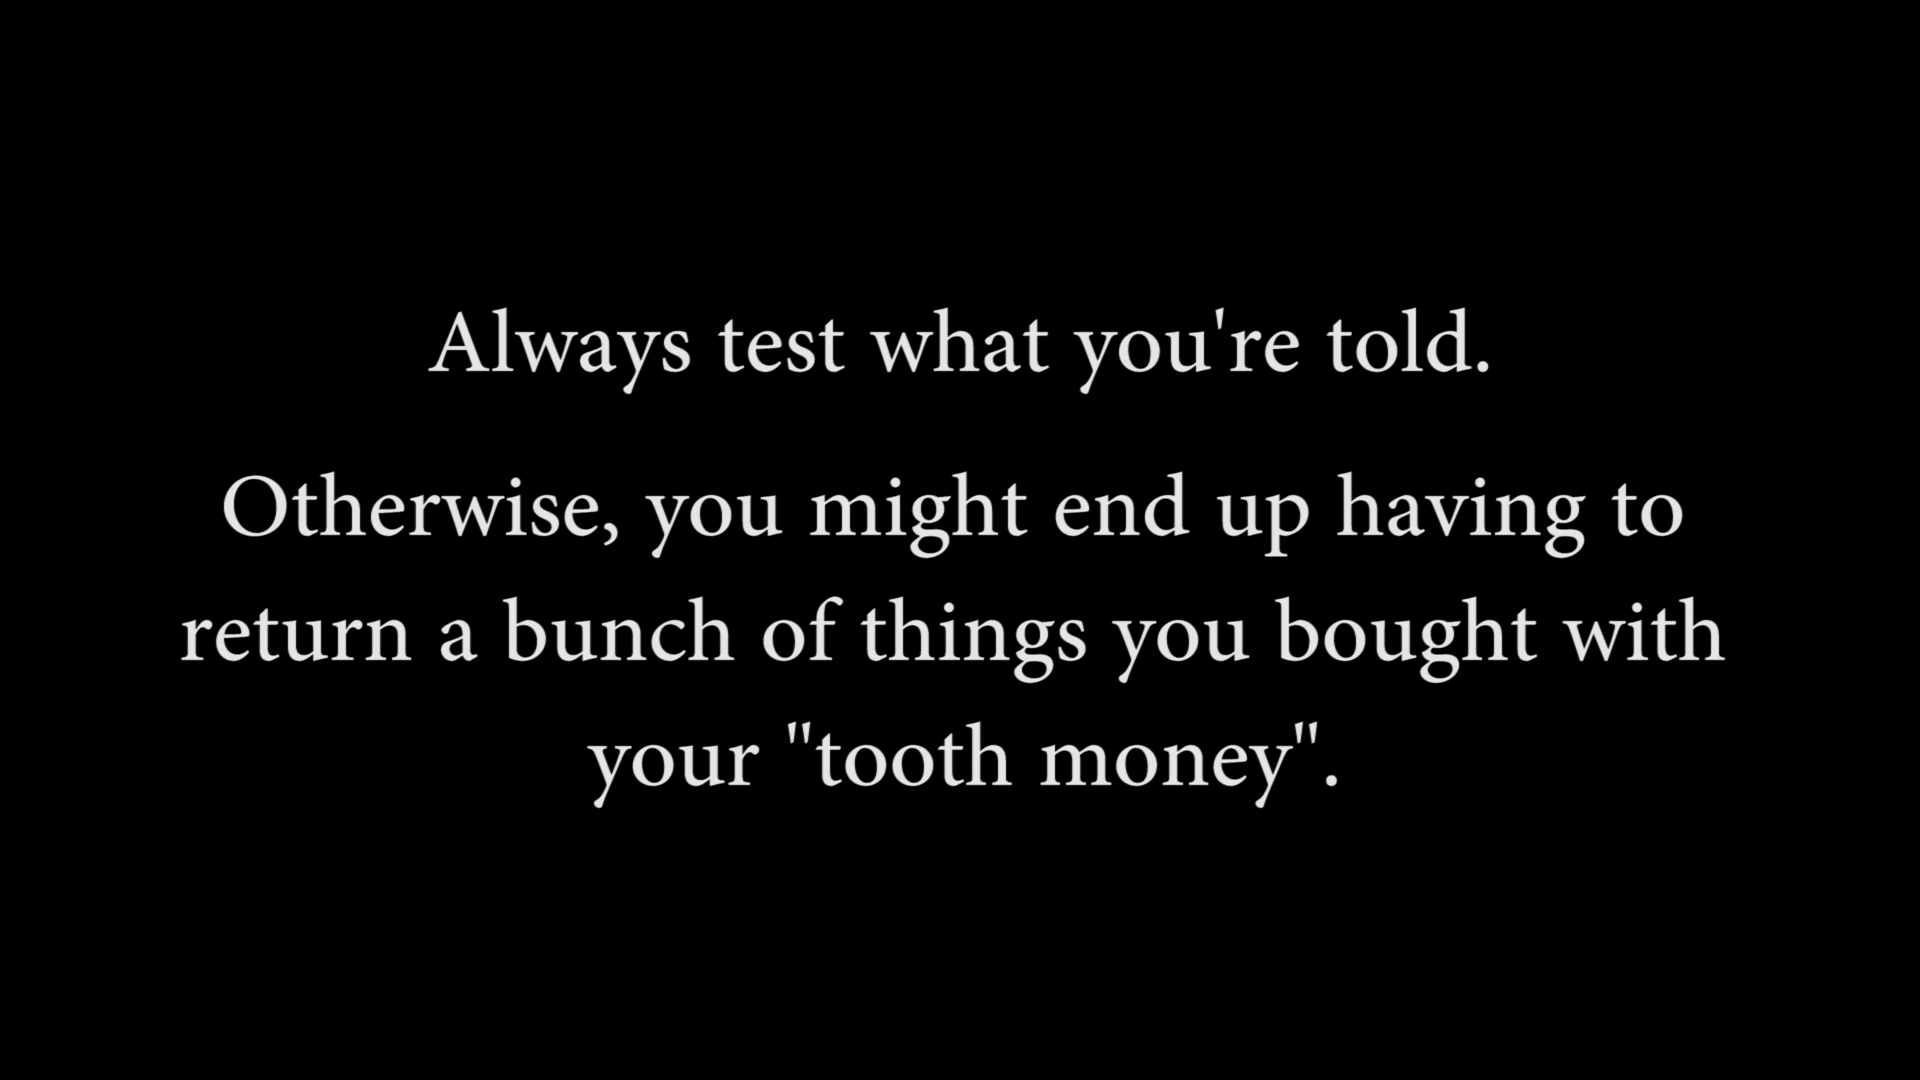 Always test what you're told.
Otherwise, you might end up having to
return a bunch of things you bought with
your "tooth money".